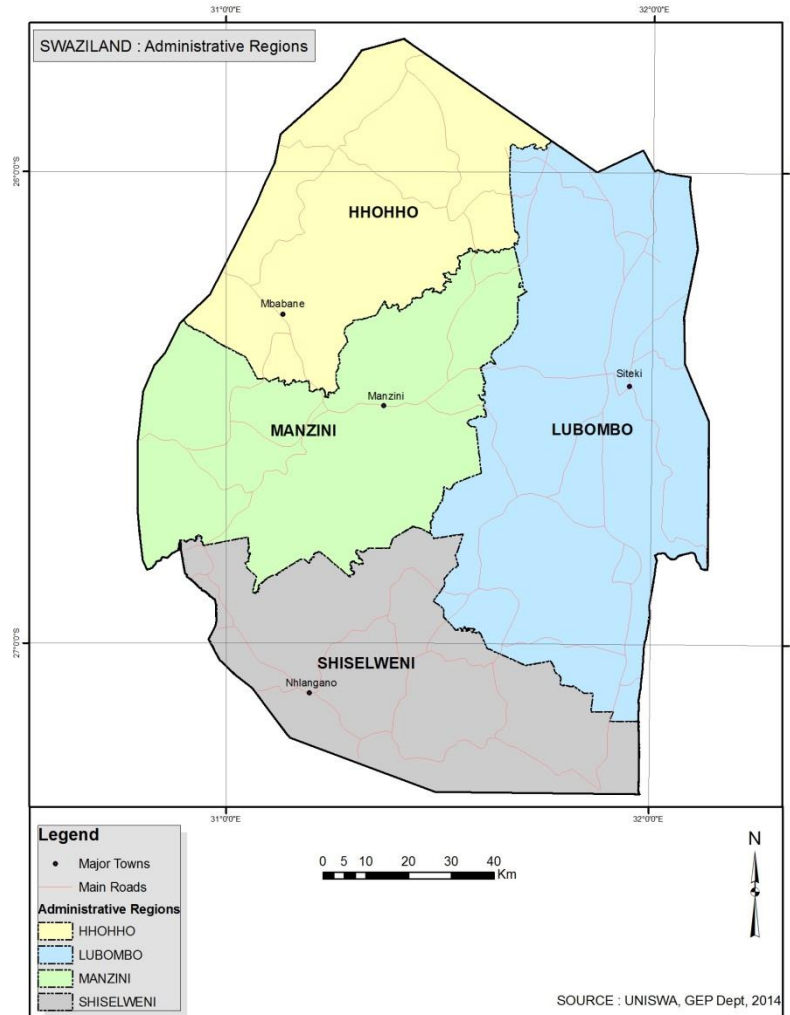 SWAZILAND : Administrative Regions
31°0'0"E
32°0'0"E
26°0'0"S
HHOHHO
Mbabane
Siteki
Manzini
MANZINI
LUBOMBO
27°0'0"S
SHISELWENI
Nhlangano
31°0'0"E
32°0'0"E
Legend
Major Towns
Main Roads
Administrative Regions
HHOHHO
LUBOMBO
MANZINI
SHISELWENI
0 5 10 20 30 40
Km
N
SOURCE : UNISWA, GEP Dept, 2014